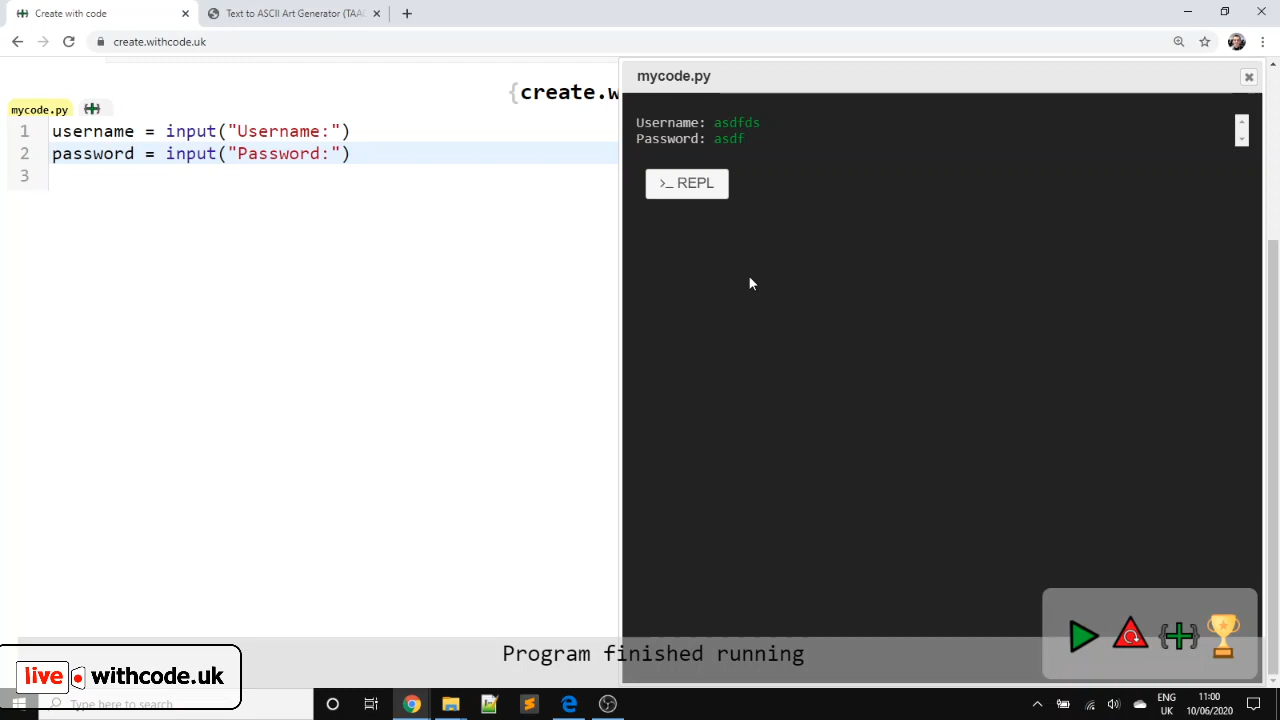 Create with code
Text to ASCII Art Generator (TAAG
create.withcode.uk
{create.w
mycode.py
1 username = input("Username:")
2 password = input("Password:")
3
mycode.py
Username: asdfds
Password: asdf
>_ REPL
Program finished running
live withcode.uk
Type here to search
ENG
UK
11:00
10/06/2020